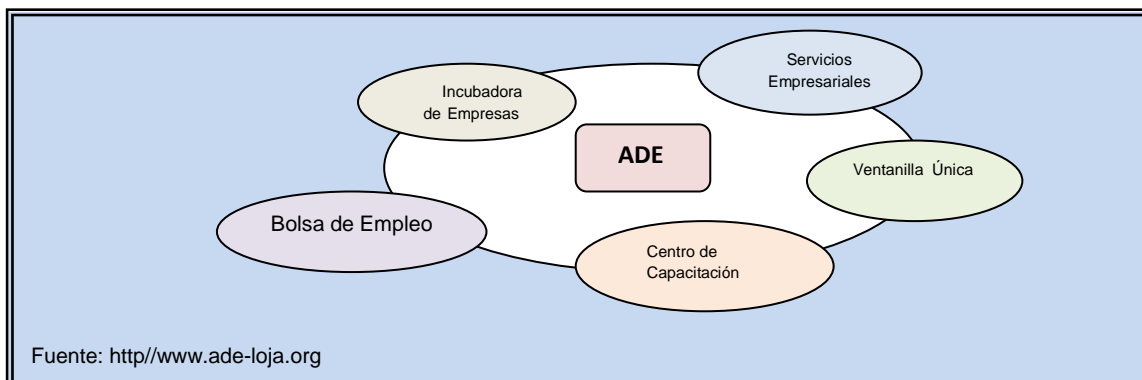 Servicios
Empresariales
Incubadora
de Empresas
ADE
Ventanilla Única
Bolsa de Empleo
Centro de
Capacitación
Fuente: http//www.ade-loja.org